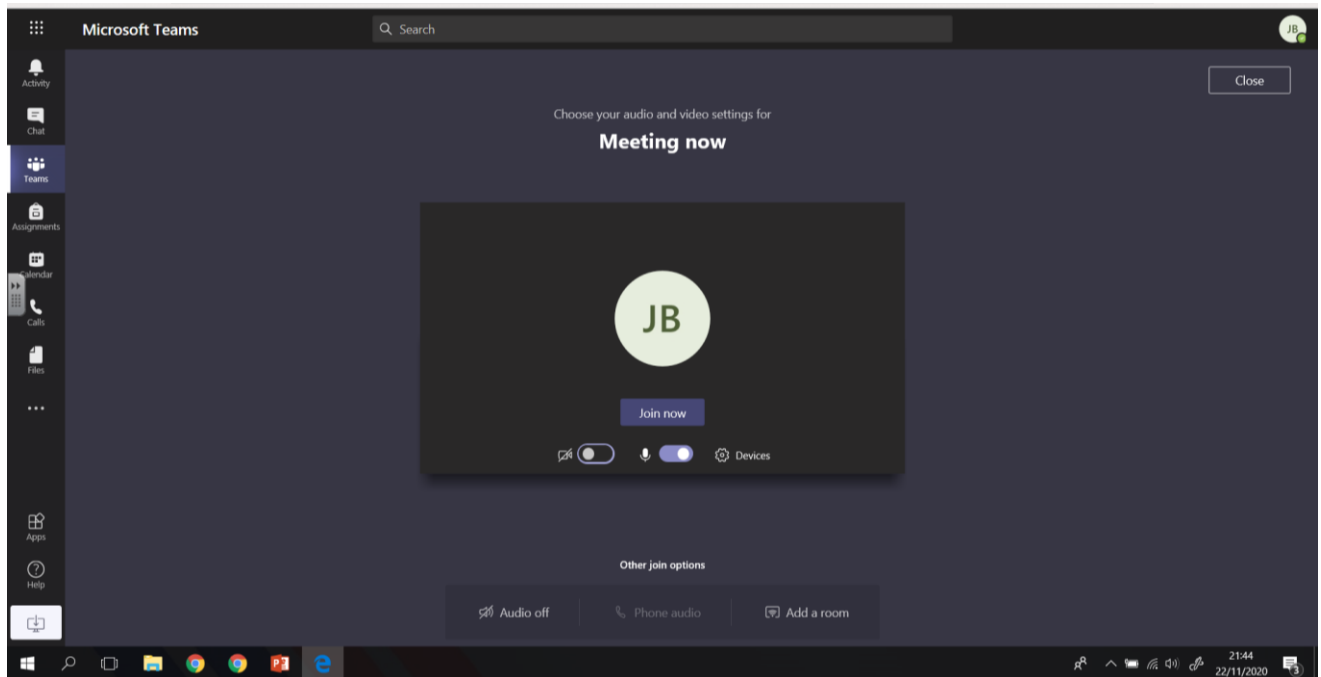 Microsoft Teams
Search
JB
Activity
Chat
Teams
Assignments
Calendar
Calls
Files
Apps
Help
Close
Choose your audio and video settings for
Meeting now
JB
Join now
Devices
Other join options
Audio off
Phone audio
Add a room
21:44
22/11/2020
3